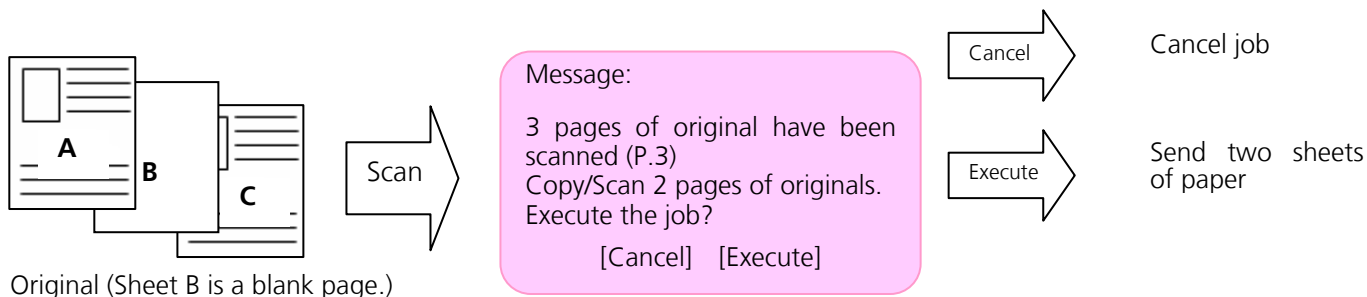 A
B
C
Original (Sheet B is a blank page.)
Scan
Message:
3 pages of original have been
scanned (P.3)
Copy/Scan 2 pages of originals.
Execute the job?
[Cancel] [Execute]
Cancel
Cancel job
Execute
Send two sheets
of paper